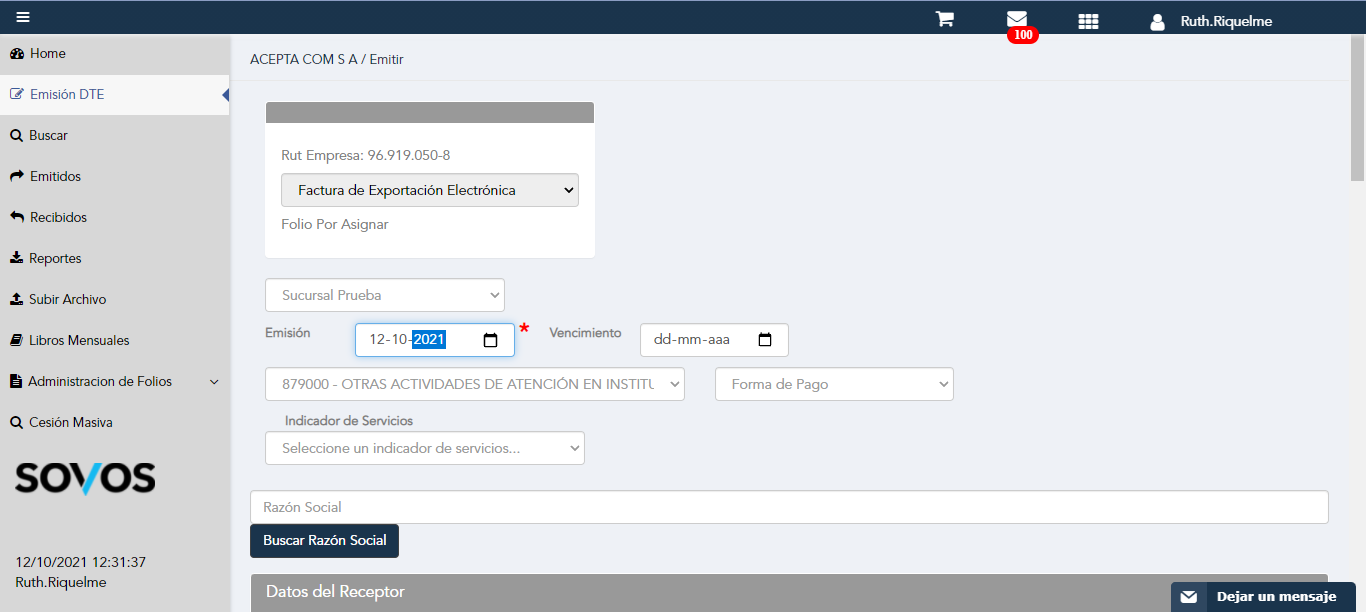 Ruth.Riquelme
100
Home
Emisión DTE
Buscar
Emitidos
Recibidos
Reportes
Subir Archivo
Libros Mensuales
Administracion de Folios
Cesión Masiva
SOVOS
12/10/2021 12:31:37
Ruth.Riquelme
ACEPTA COM S A / Emitir
Rut Empresa: 96.919.050-8
Factura de Exportación Electrónica
Folio Por Asignar
Sucursal Prueba
Emisión 12-10-2021 * Vencimiento dd-mm-aaa
879000 - OTRAS ACTIVIDADES DE ATENCIÓN EN INSTITU Forma de Pago
Indicador de Servicios
Seleccione un indicador de servicios...
Razón Social
Buscar Razón Social
Datos del Receptor
Dejar un mensaje